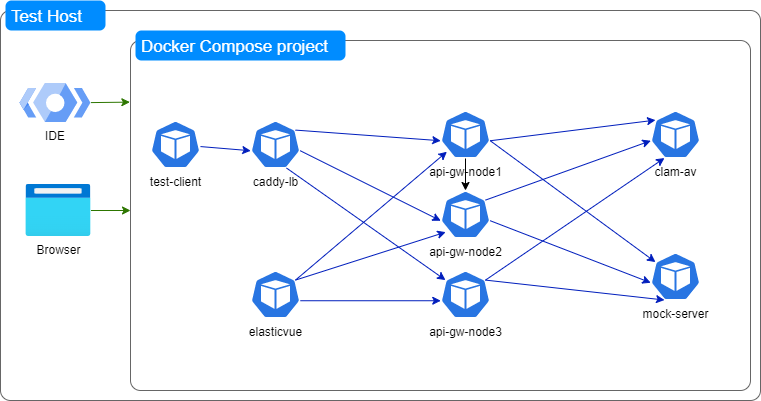 Test Host
Docker Compose project
IDE
test-client
caddy-lb
api-gw-node1
clam-av
Browser
api-gw-node2
elasticvue
api-gw-node3
mock-server